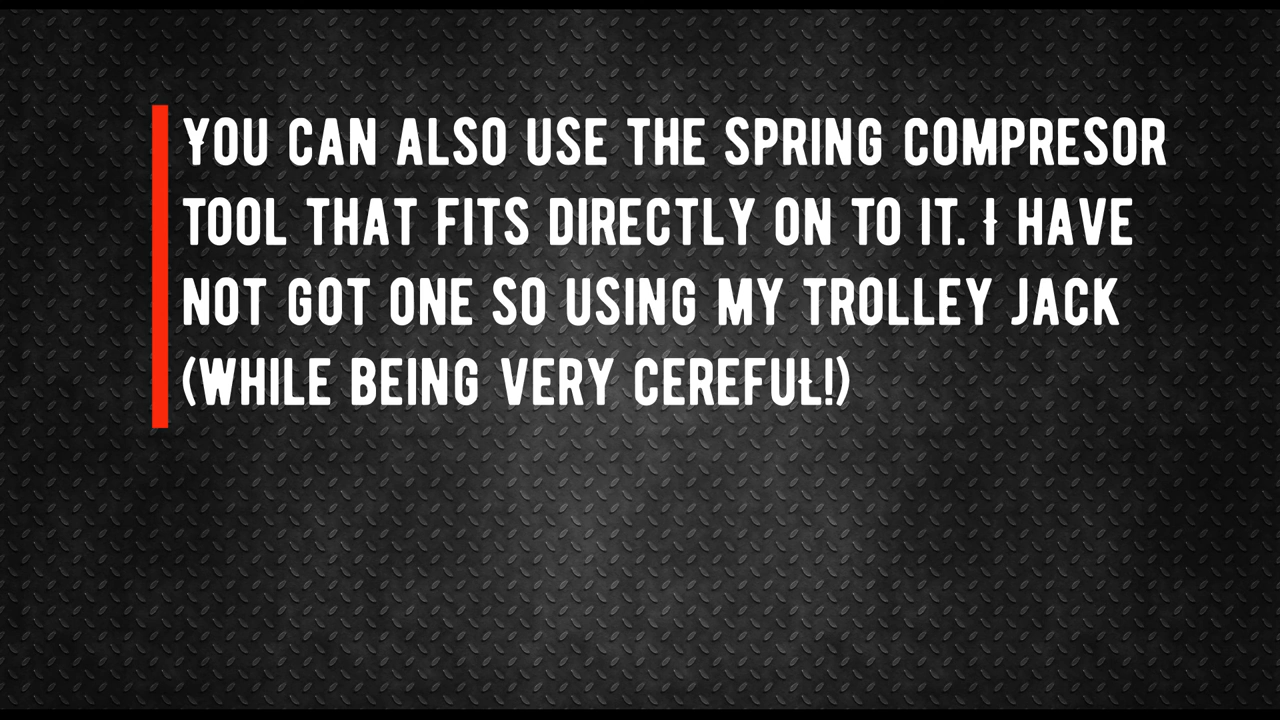 YOU CAN ALSO USE THE SPRING COMPRESOR
TOOL THAT FITS DIRECTLY ON TO IT. I HAVE
NOT GOT ONE SO USING MY TROLLEY JACK
(WHILE BEING VERY CEREFUL!)